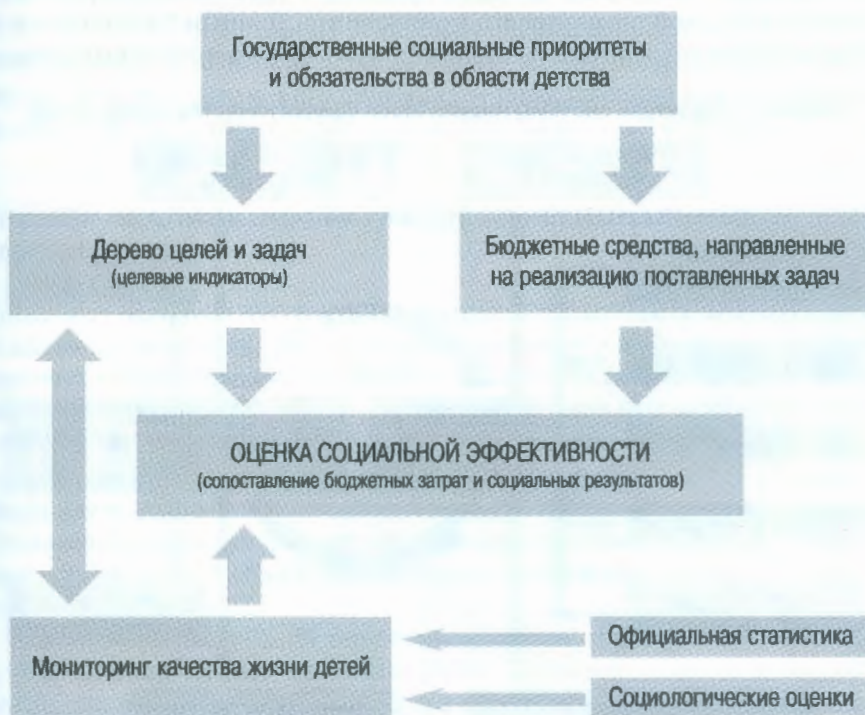 Государственные социальные приоритеты
и обязательства в области детства
Дерево целей и задач
(целевые индикаторы)
Бюджетные средства, направленные
на реализацию поставленных задач
ОЦЕНКА СОЦИАЛЬНОЙ ЭФФЕКТИВНОСТИ
(сопоставление бюджетных затрат и социальных результатов)
Мониторинг качества жизни детей
Официальная статистика
Социологические оценки